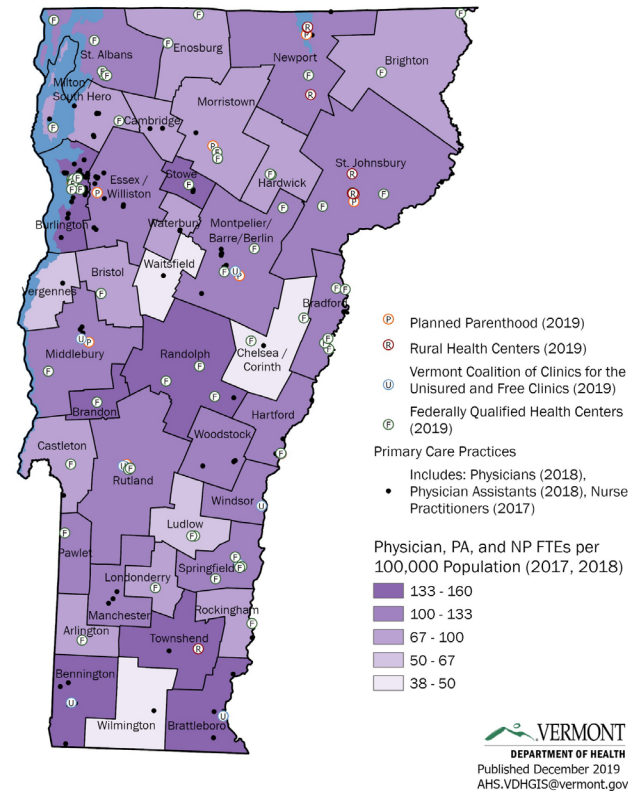 St. Albans
Enosburg
Newport
Brighton
Milton /
South Hero
Cambridge
Morristown
St. Johnsbury
Essex /
Williston
Stowe
Hardwick
Burlington
Waterbury
Montpelier/
Barre/Berlin
Waitsfield
Bristol
Vergennes
Bradford
Middlebury
Randolph
Chelsea /
Corinth
Brandon
Hartford
Woodstock
Castleton
Rutland
Windsor
Ludlow
Pawlet
Springfield
Londonderry
Manchester
Rockingham
Arlington
Townshend
Bennington
Wilmington
Brattleboro
P Planned Parenthood (2019)
R Rural Health Centers (2019)
U Vermont Coalition of Clinics for the
Unisured and Free Clinics (2019)
F Federally Qualified Health Centers
(2019)
Primary Care Practices
Includes: Physicians (2018),
Physician Assistants (2018), Nurse
Practitioners (2017)
Physician, PA, and NP FTEs per
100,000 Population (2017, 2018)
133 - 160
100 - 133
67 - 100
50 - 67
38 - 50
VERMONT
DEPARTMENT OF HEALTH
Published December 2019
AHS.VDHGIS@vermont.gov